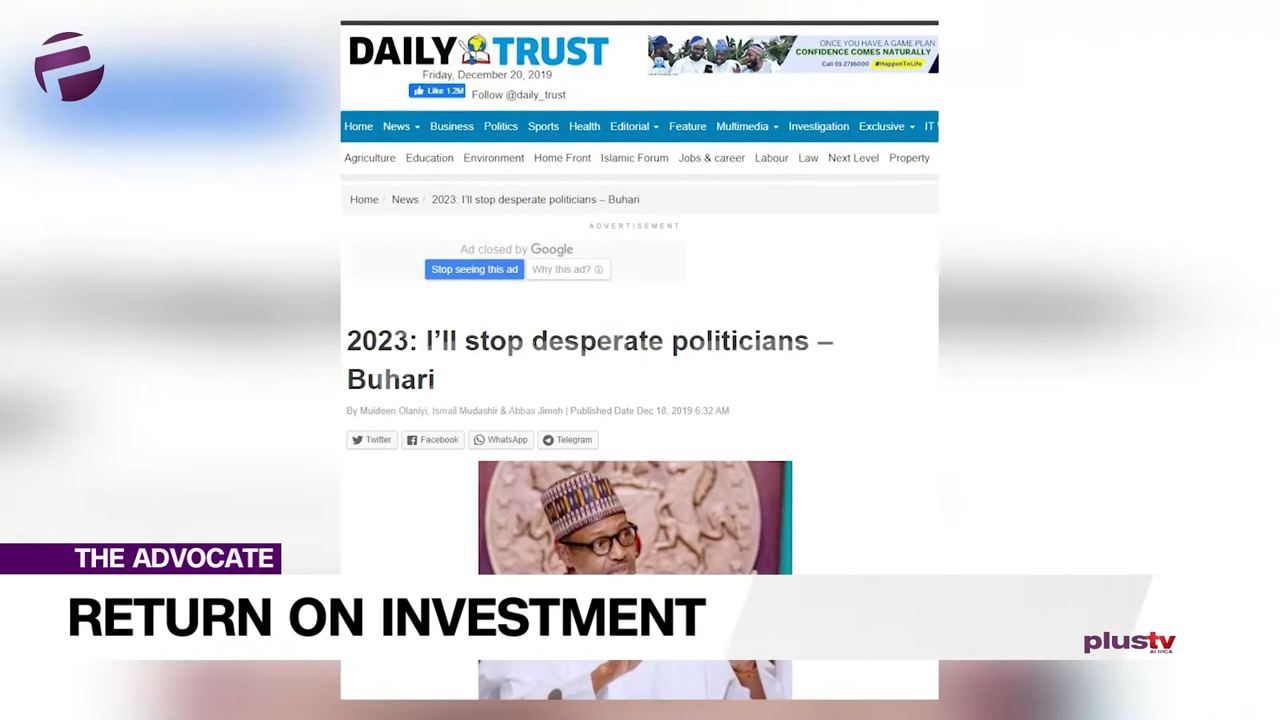 DAILY TRUST
Friday, December 20, 2019
Like 1.2M Follow @daily_trust
ONCE YOU HAVE A GAME PLAN
CONFIDENCE COMES NATURALLY
Call 01-2716000 #HappenToLife
Home News Business Politics Sports Health Editorial Feature Multimedia Investigation Exclusive IT
Agriculture Education Environment Home Front Islamic Forum Jobs & career Labour Law Next Level Property
Home / News / 2023: I'll stop desperate politicians – Buhari
ADVERTISEMENT
Ad closed by Google
Stop seeing this ad Why this ad?
2023: I'll stop desperate politicians –
Buhari
By Muideen Olaniyi, Ismail Mudashir & Abbas Jimoh | Published Date Dec 18, 2019 6:32 AM
Twitter Facebook WhatsApp Telegram
THE ADVOCATE
RETURN ON INVESTMENT
plustv
AFRICA